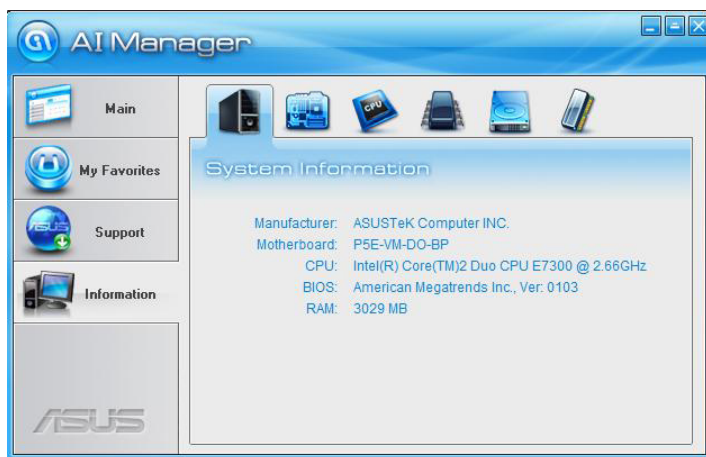 AI Manager
Main
My Favorites
Support
Information
CPU
System Information
Manufacturer: ASUSTeK Computer INC.
Motherboard: P5E-VM-DO-BP
CPU: Intel(R) Core(TM)2 Duo CPU E7300 @ 2.66GHz
BIOS: American Megatrends Inc., Ver: 0103
RAM: 3029 MB
ASUS
ASUS